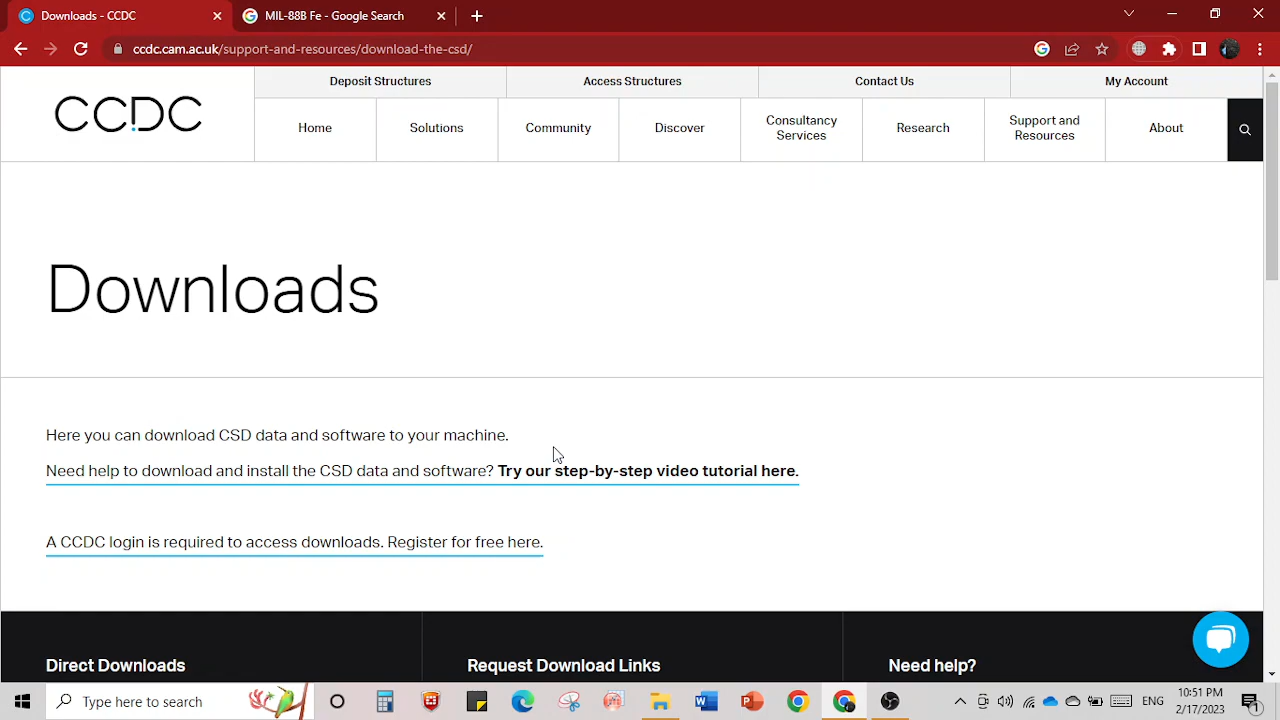 Downloads - CCDC
MIL-88B Fe - Google Search
ccdc.cam.ac.uk/support-and-resources/download-the-csd/
Deposit Structures
Access Structures
Contact Us
My Account
CCDC
Home
Solutions
Community
Discover
Consultancy
Services
Research
Support and
Resources
About
Downloads
Here you can download CSD data and software to your machine.
Need help to download and install the CSD data and software? Try our step-by-step video tutorial here.
A CCDC login is required to access downloads. Register for free here.
Direct Downloads
Request Download Links
Need help?
Type here to search
ENG
10:51 PM
2/17/2023